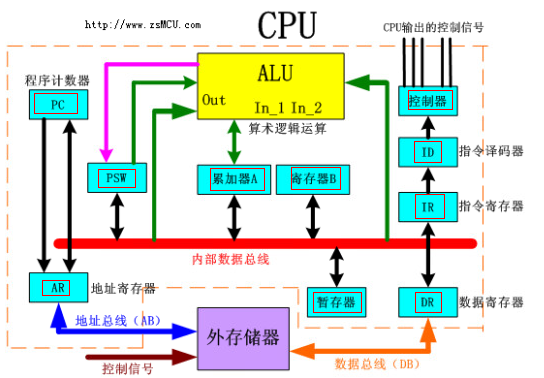 http://www.zsMCU.com
CPU
CPU输出的控制信号
程序计数器
PC
ALU
Out
In_1 In_2
算术逻辑运算
控制器
ID
指令译码器
PSW
累加器A
寄存器B
IR
指令寄存器
内部数据总线
AR
地址寄存器
暂存器
DR
数据寄存器
地址总线（AB）
外存储器
控制信号
数据总线（DB）